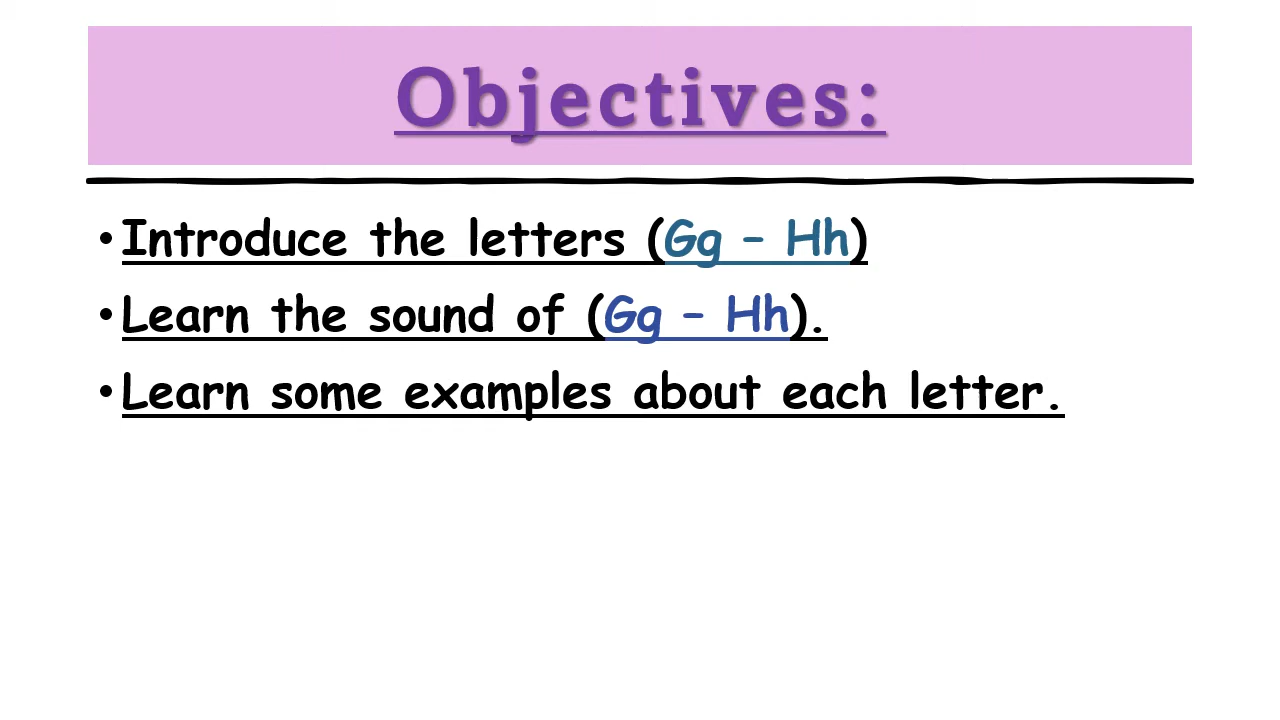 Objectives:
• Introduce the letters (Gg – Hh)
• Learn the sound of (Gg – Hh).
• Learn some examples about each letter.